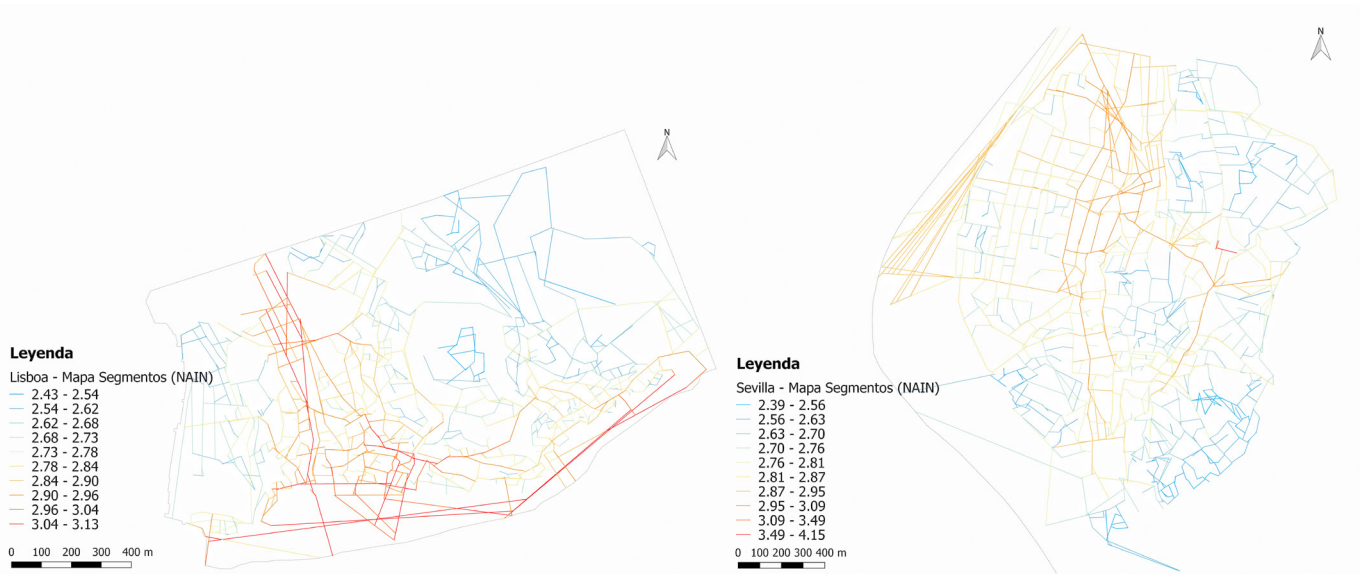 N
Leyenda
Lisboa - Mapa Segmentos (NAIN)
2.43 - 2.54
2.54 - 2.62
2.62 - 2.68
2.68 - 2.73
2.73 - 2.78
2.78 - 2.84
2.84 - 2.90
2.90 - 2.96
2.96 - 3.04
3.04 - 3.13
0 100 200 300 400 m
N
Leyenda
Sevilla - Mapa Segmentos (NAIN)
2.39 - 2.56
2.56 - 2.63
2.63 - 2.70
2.70 - 2.76
2.76 - 2.81
2.81 - 2.87
2.87 - 2.95
2.95 - 3.09
3.09 - 3.49
3.49 - 4.15
0 100 200 300 400 m